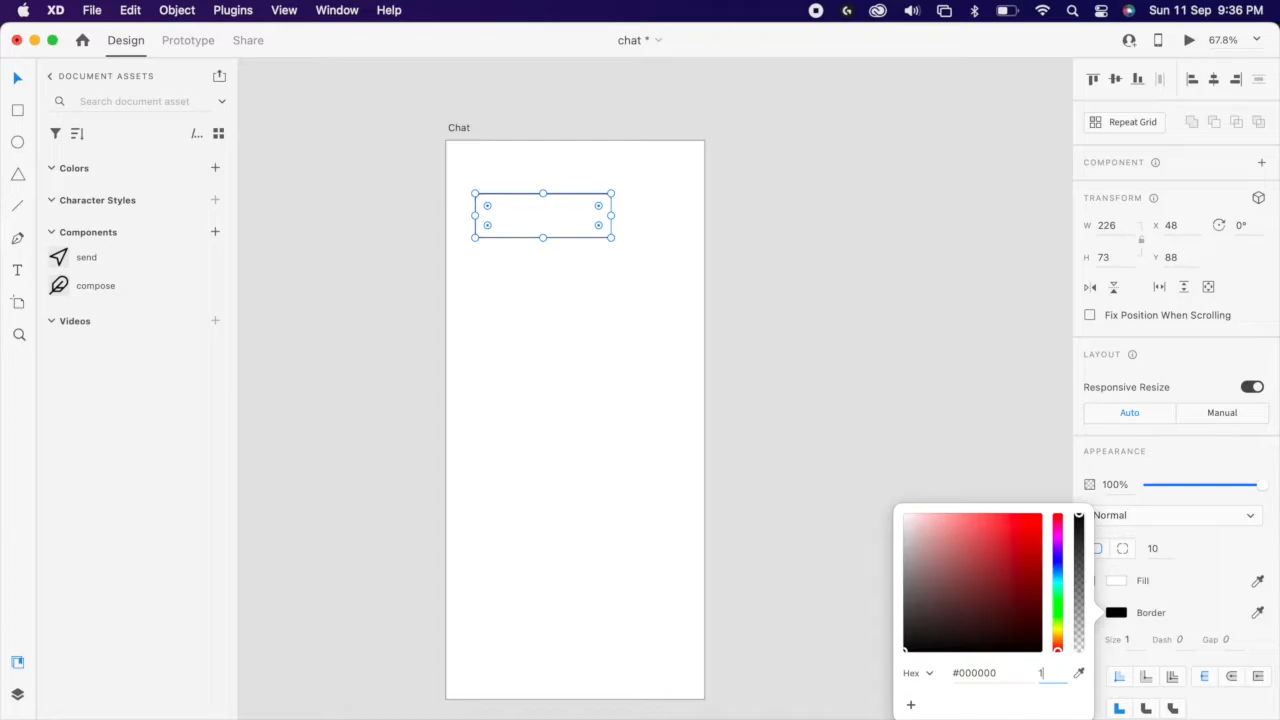 XD File Edit Object Plugins View Window Help Sun 11 Sep 9:36 PM
Design Prototype Share chat * 67.8%
DOCUMENT ASSETS
Search document asset
/...
Colors
Character Styles
Components
send
compose
Videos
Chat
Repeat Grid
COMPONENT
TRANSFORM
W 226 X 48 0°
H 73 Y 88
Fix Position When Scrolling
LAYOUT
Responsive Resize
Auto Manual
APPEARANCE
100%
Normal
10
Fill
Border
Size 1 Dash 0 Gap 0
Hex #000000 1